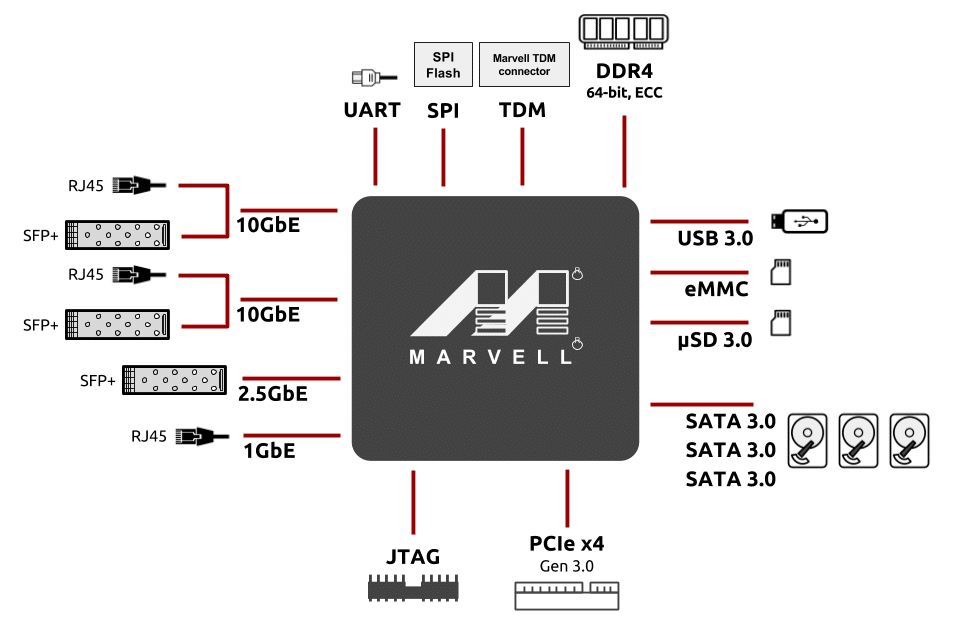 SPI
Flash
Marvell TDM
connector
DDR4
64-bit, ECC
UART
SPI
TDM
RJ45
10GbE
SFP+
RJ45
10GbE
SFP+
SFP+
2.5GbE
RJ45
1GbE
MARVELL
USB 3.0
eMMC
µSD 3.0
SATA 3.0
SATA 3.0
SATA 3.0
JTAG
PCIe x4
Gen 3.0